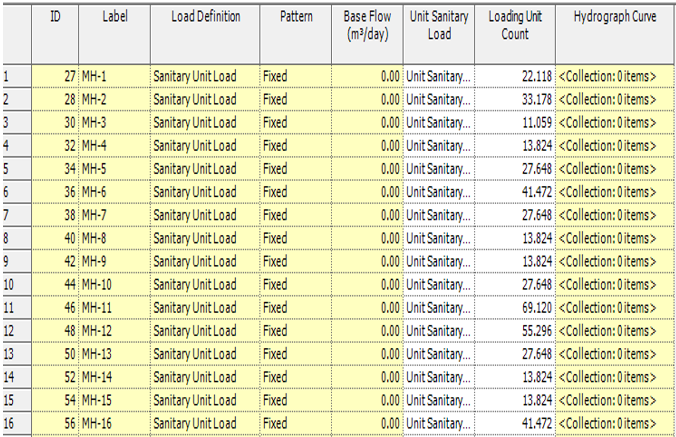 ID Label Load Definition Pattern Base Flow (m³/day) Unit Sanitary Load Loading Unit Count Hydrograph Curve
1 27 MH-1 Sanitary Unit Load Fixed 0.00 Unit Sanitary... 22.118 <Collection: 0 items>
2 28 MH-2 Sanitary Unit Load Fixed 0.00 Unit Sanitary... 33.178 <Collection: 0 items>
3 30 MH-3 Sanitary Unit Load Fixed 0.00 Unit Sanitary... 11.059 <Collection: 0 items>
4 32 MH-4 Sanitary Unit Load Fixed 0.00 Unit Sanitary... 13.824 <Collection: 0 items>
5 34 MH-5 Sanitary Unit Load Fixed 0.00 Unit Sanitary... 27.648 <Collection: 0 items>
6 36 MH-6 Sanitary Unit Load Fixed 0.00 Unit Sanitary... 41.472 <Collection: 0 items>
7 38 MH-7 Sanitary Unit Load Fixed 0.00 Unit Sanitary... 27.648 <Collection: 0 items>
8 40 MH-8 Sanitary Unit Load Fixed 0.00 Unit Sanitary... 13.824 <Collection: 0 items>
9 42 MH-9 Sanitary Unit Load Fixed 0.00 Unit Sanitary... 13.824 <Collection: 0 items>
10 44 MH-10 Sanitary Unit Load Fixed 0.00 Unit Sanitary... 27.648 <Collection: 0 items>
11 46 MH-11 Sanitary Unit Load Fixed 0.00 Unit Sanitary... 69.120 <Collection: 0 items>
12 48 MH-12 Sanitary Unit Load Fixed 0.00 Unit Sanitary... 55.296 <Collection: 0 items>
13 50 MH-13 Sanitary Unit Load Fixed 0.00 Unit Sanitary... 27.648 <Collection: 0 items>
14 52 MH-14 Sanitary Unit Load Fixed 0.00 Unit Sanitary... 13.824 <Collection: 0 items>
15 54 MH-15 Sanitary Unit Load Fixed 0.00 Unit Sanitary... 13.824 <Collection: 0 items>
16 56 MH-16 Sanitary Unit Load Fixed 0.00 Unit Sanitary... 41.472 <Collection: 0 items>